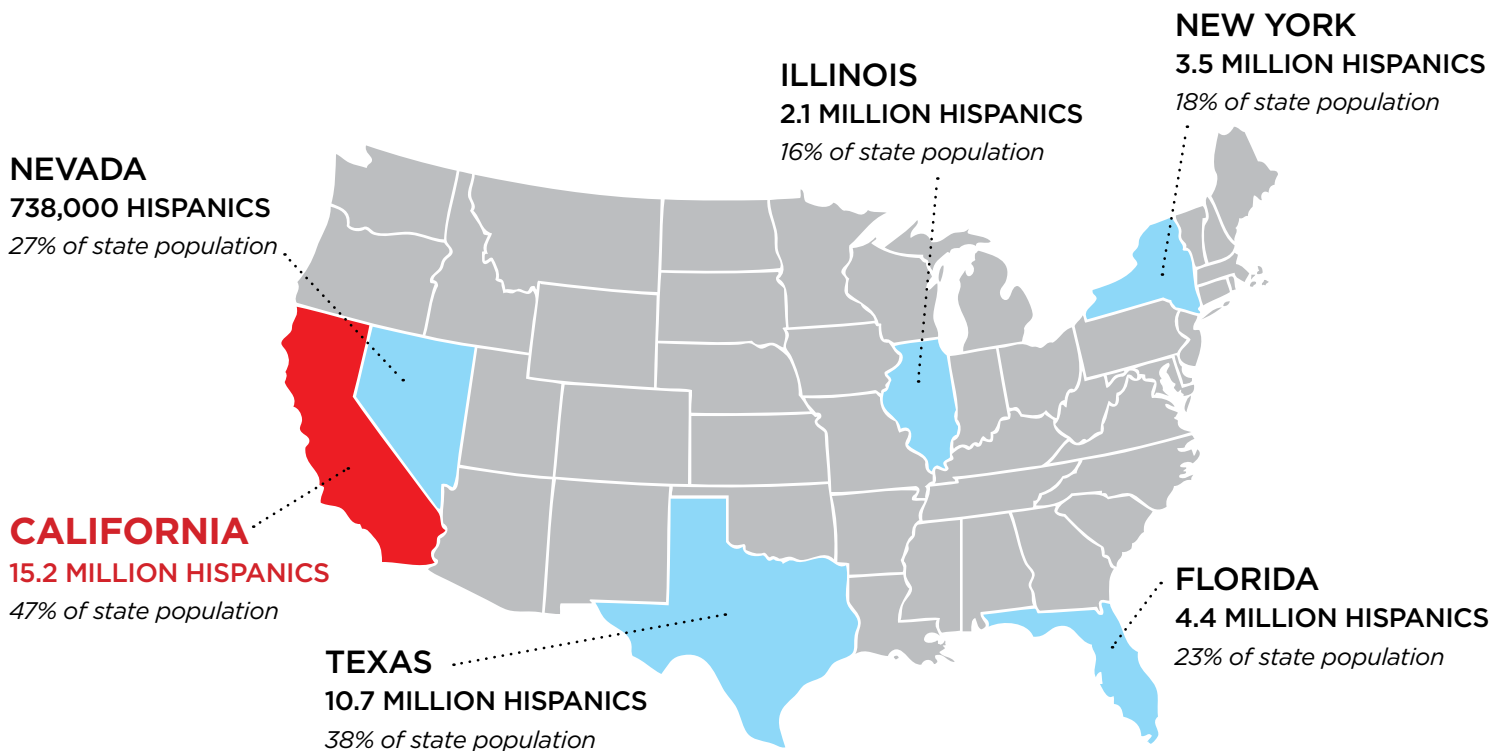 NEW YORK
3.5 MILLION HISPANICS
18% of state population
ILLINOIS
2.1 MILLION HISPANICS
16% of state population
NEVADA
738,000 HISPANICS
27% of state population
CALIFORNIA
15.2 MILLION HISPANICS
47% of state population
TEXAS
10.7 MILLION HISPANICS
38% of state population
FLORIDA
4.4 MILLION HISPANICS
23% of state population